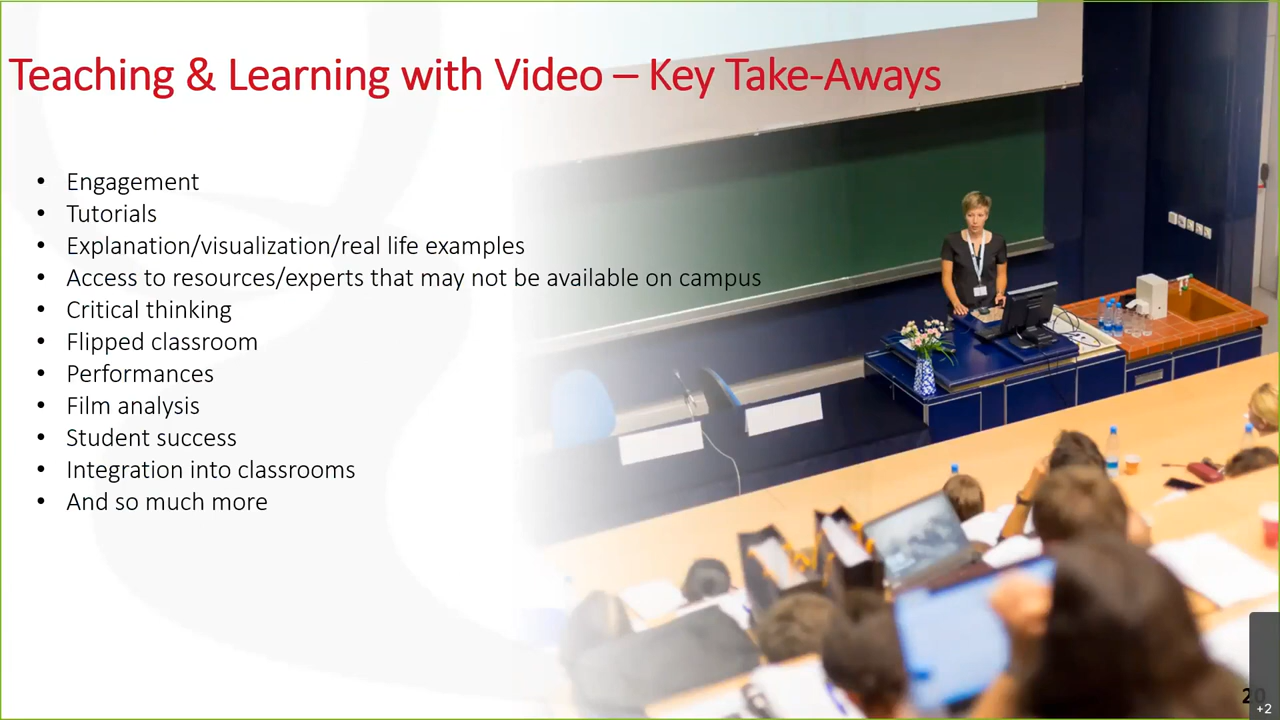 Teaching & Learning with Video – Key Take-Aways
• Engagement
• Tutorials
• Explanation/visualization/real life examples
• Access to resources/experts that may not be available on campus
• Critical thinking
• Flipped classroom
• Performances
• Film analysis
• Student success
• Integration into classrooms
• And so much more
20
+2